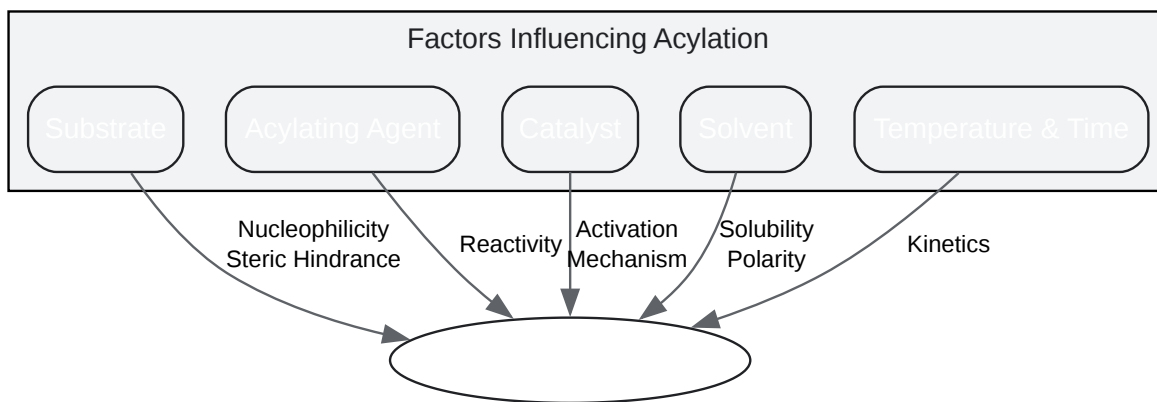 Factors Influencing Acylation
Substrate
Acylating Agent
Catalyst
Solvent
Temperature & Time
Nucleophilicity
Steric Hindrance
Reactivity
Activation
Mechanism
Solubility
Polarity
Kinetics